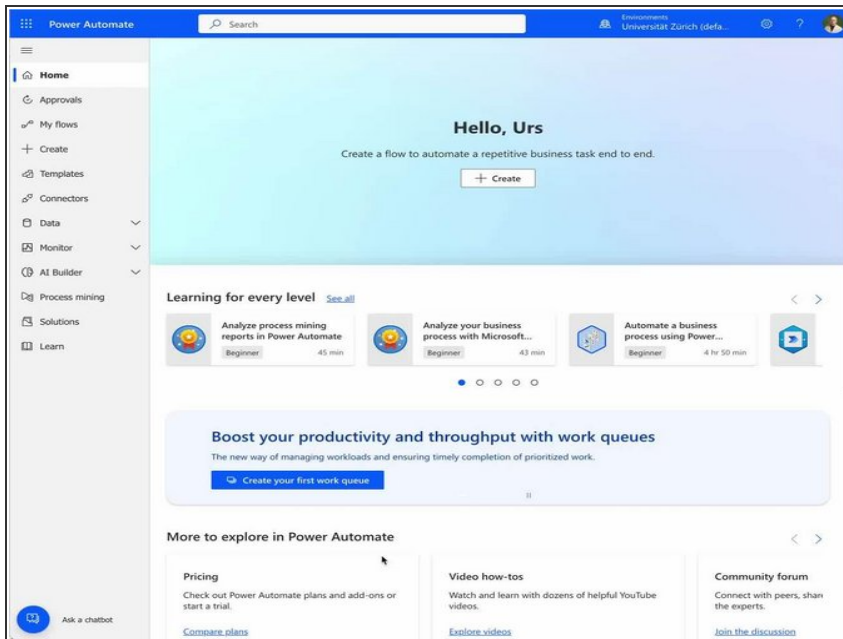 Power Automate
Search
Environments
Universität Zürich (defa...
?
Home
Approvals
My flows
Create
Templates
Connectors
Data
Monitor
AI Builder
Process mining
Solutions
Learn
Hello, Urs
Create a flow to automate a repetitive business task end to end.
+ Create
Learning for every level See all
Analyze process mining
reports in Power Automate
Beginner 45 min
Analyze your business
process with Microsoft...
Beginner 43 min
Automate a business
process using Power...
Beginner 4 hr 50 min
Boost your productivity and throughput with work queues
The new way of managing workloads and ensuring timely completion of prioritized work.
Create your first work queue
More to explore in Power Automate
Pricing
Check out Power Automate plans and add-ons or
start a trial.
Compare plans
Video how-tos
Watch and learn with dozens of helpful YouTube
videos.
Explore videos
Community forum
Connect with peers, shar
the experts.
Join the discussion
Ask a chatbot